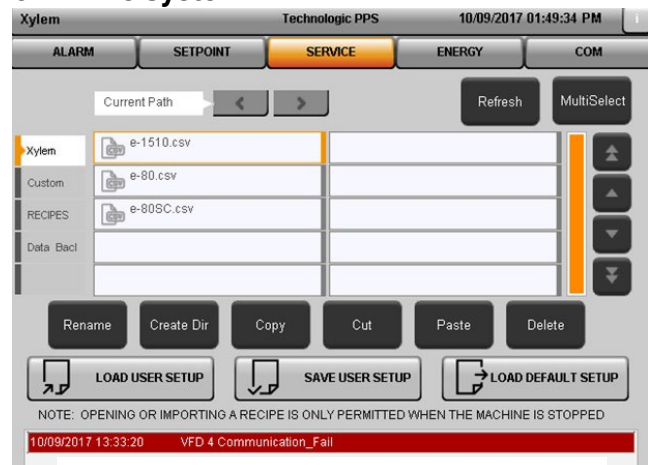 Xylem Technologic PPS 10/09/2017 01:49:34 PM
ALARM SETPOINT SERVICE ENERGY COM
Current Path < > Refresh MultiSelect
Xylem e-1510.csv
Custom e-80.csv
RECIPES e-80SC.csv
Data Bacl
Rename Create Dir Copy Cut Paste Delete
LOAD USER SETUP SAVE USER SETUP LOAD DEFAULT SETUP
NOTE: OPENING OR IMPORTING A RECIPE IS ONLY PERMITTED WHEN THE MACHINE IS STOPPED
10/09/2017 13:33:20 VFD 4 Communication_Fail